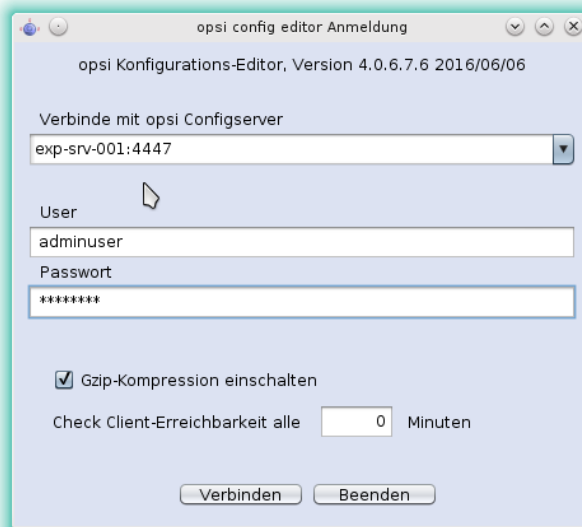 opsi config editor Anmeldung
opsi Konfigurations-Editor, Version 4.0.6.7.6 2016/06/06
Verbinde mit opsi Configserver
exp-srv-001:4447
User
adminuser
Passwort
********
Gzip-Kompression einschalten
Check Client-Erreichbarkeit alle 0 Minuten
Verbinden Beenden